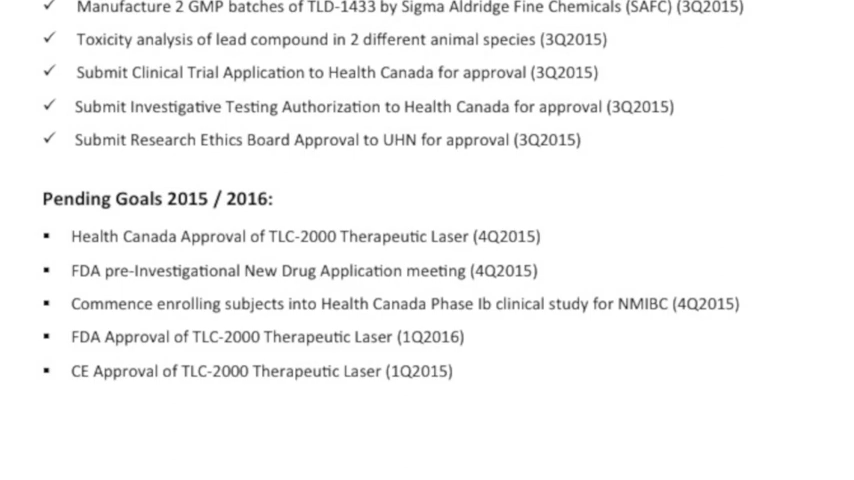 ✓ Manufacture 2 GMP batches of TLD-1433 by Sigma Aldridge Fine Chemicals (SAFC) (3Q2015)
✓ Toxicity analysis of lead compound in 2 different animal species (3Q2015)
✓ Submit Clinical Trial Application to Health Canada for approval (3Q2015)
✓ Submit Investigative Testing Authorization to Health Canada for approval (3Q2015)
✓ Submit Research Ethics Board Approval to UHN for approval (3Q2015)
Pending Goals 2015 / 2016:
▪ Health Canada Approval of TLC-2000 Therapeutic Laser (4Q2015)
▪ FDA pre-Investigational New Drug Application meeting (4Q2015)
▪ Commence enrolling subjects into Health Canada Phase Ib clinical study for NMIBC (4Q2015)
▪ FDA Approval of TLC-2000 Therapeutic Laser (1Q2016)
▪ CE Approval of TLC-2000 Therapeutic Laser (1Q2015)